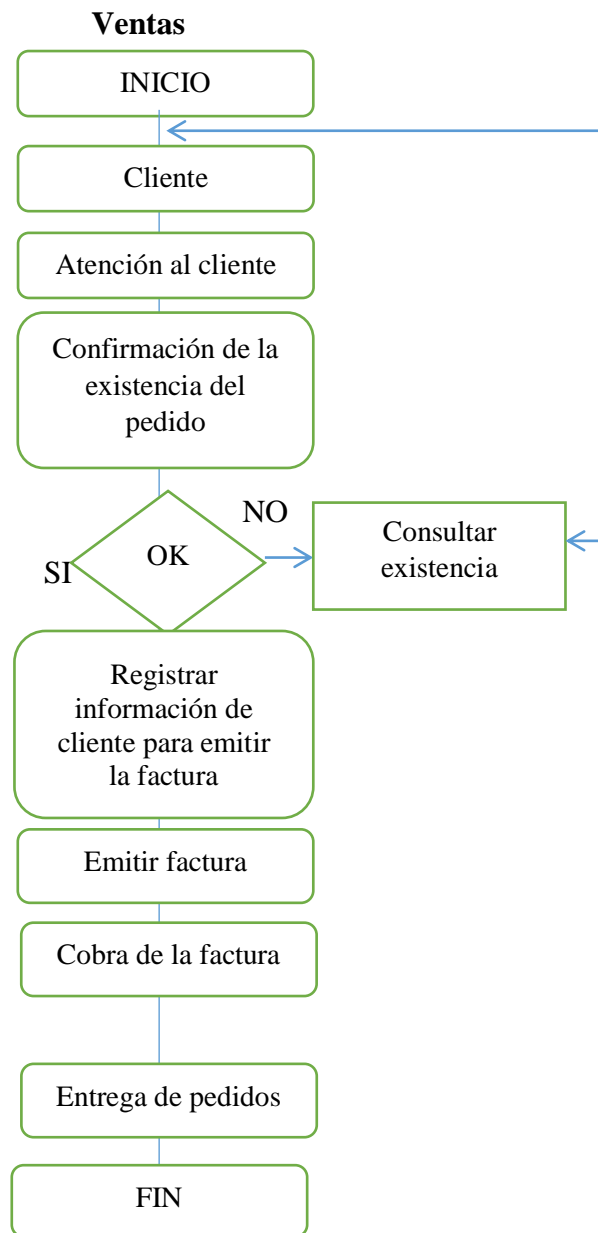 Ventas
INICIO
Cliente
Atención al cliente
Confirmación de la
existencia del
pedido
NO
Consultar
existencia
OK
SI
Registrar
información de
cliente para emitir
la factura
Emitir factura
Cobra de la factura
Entrega de pedidos
FIN